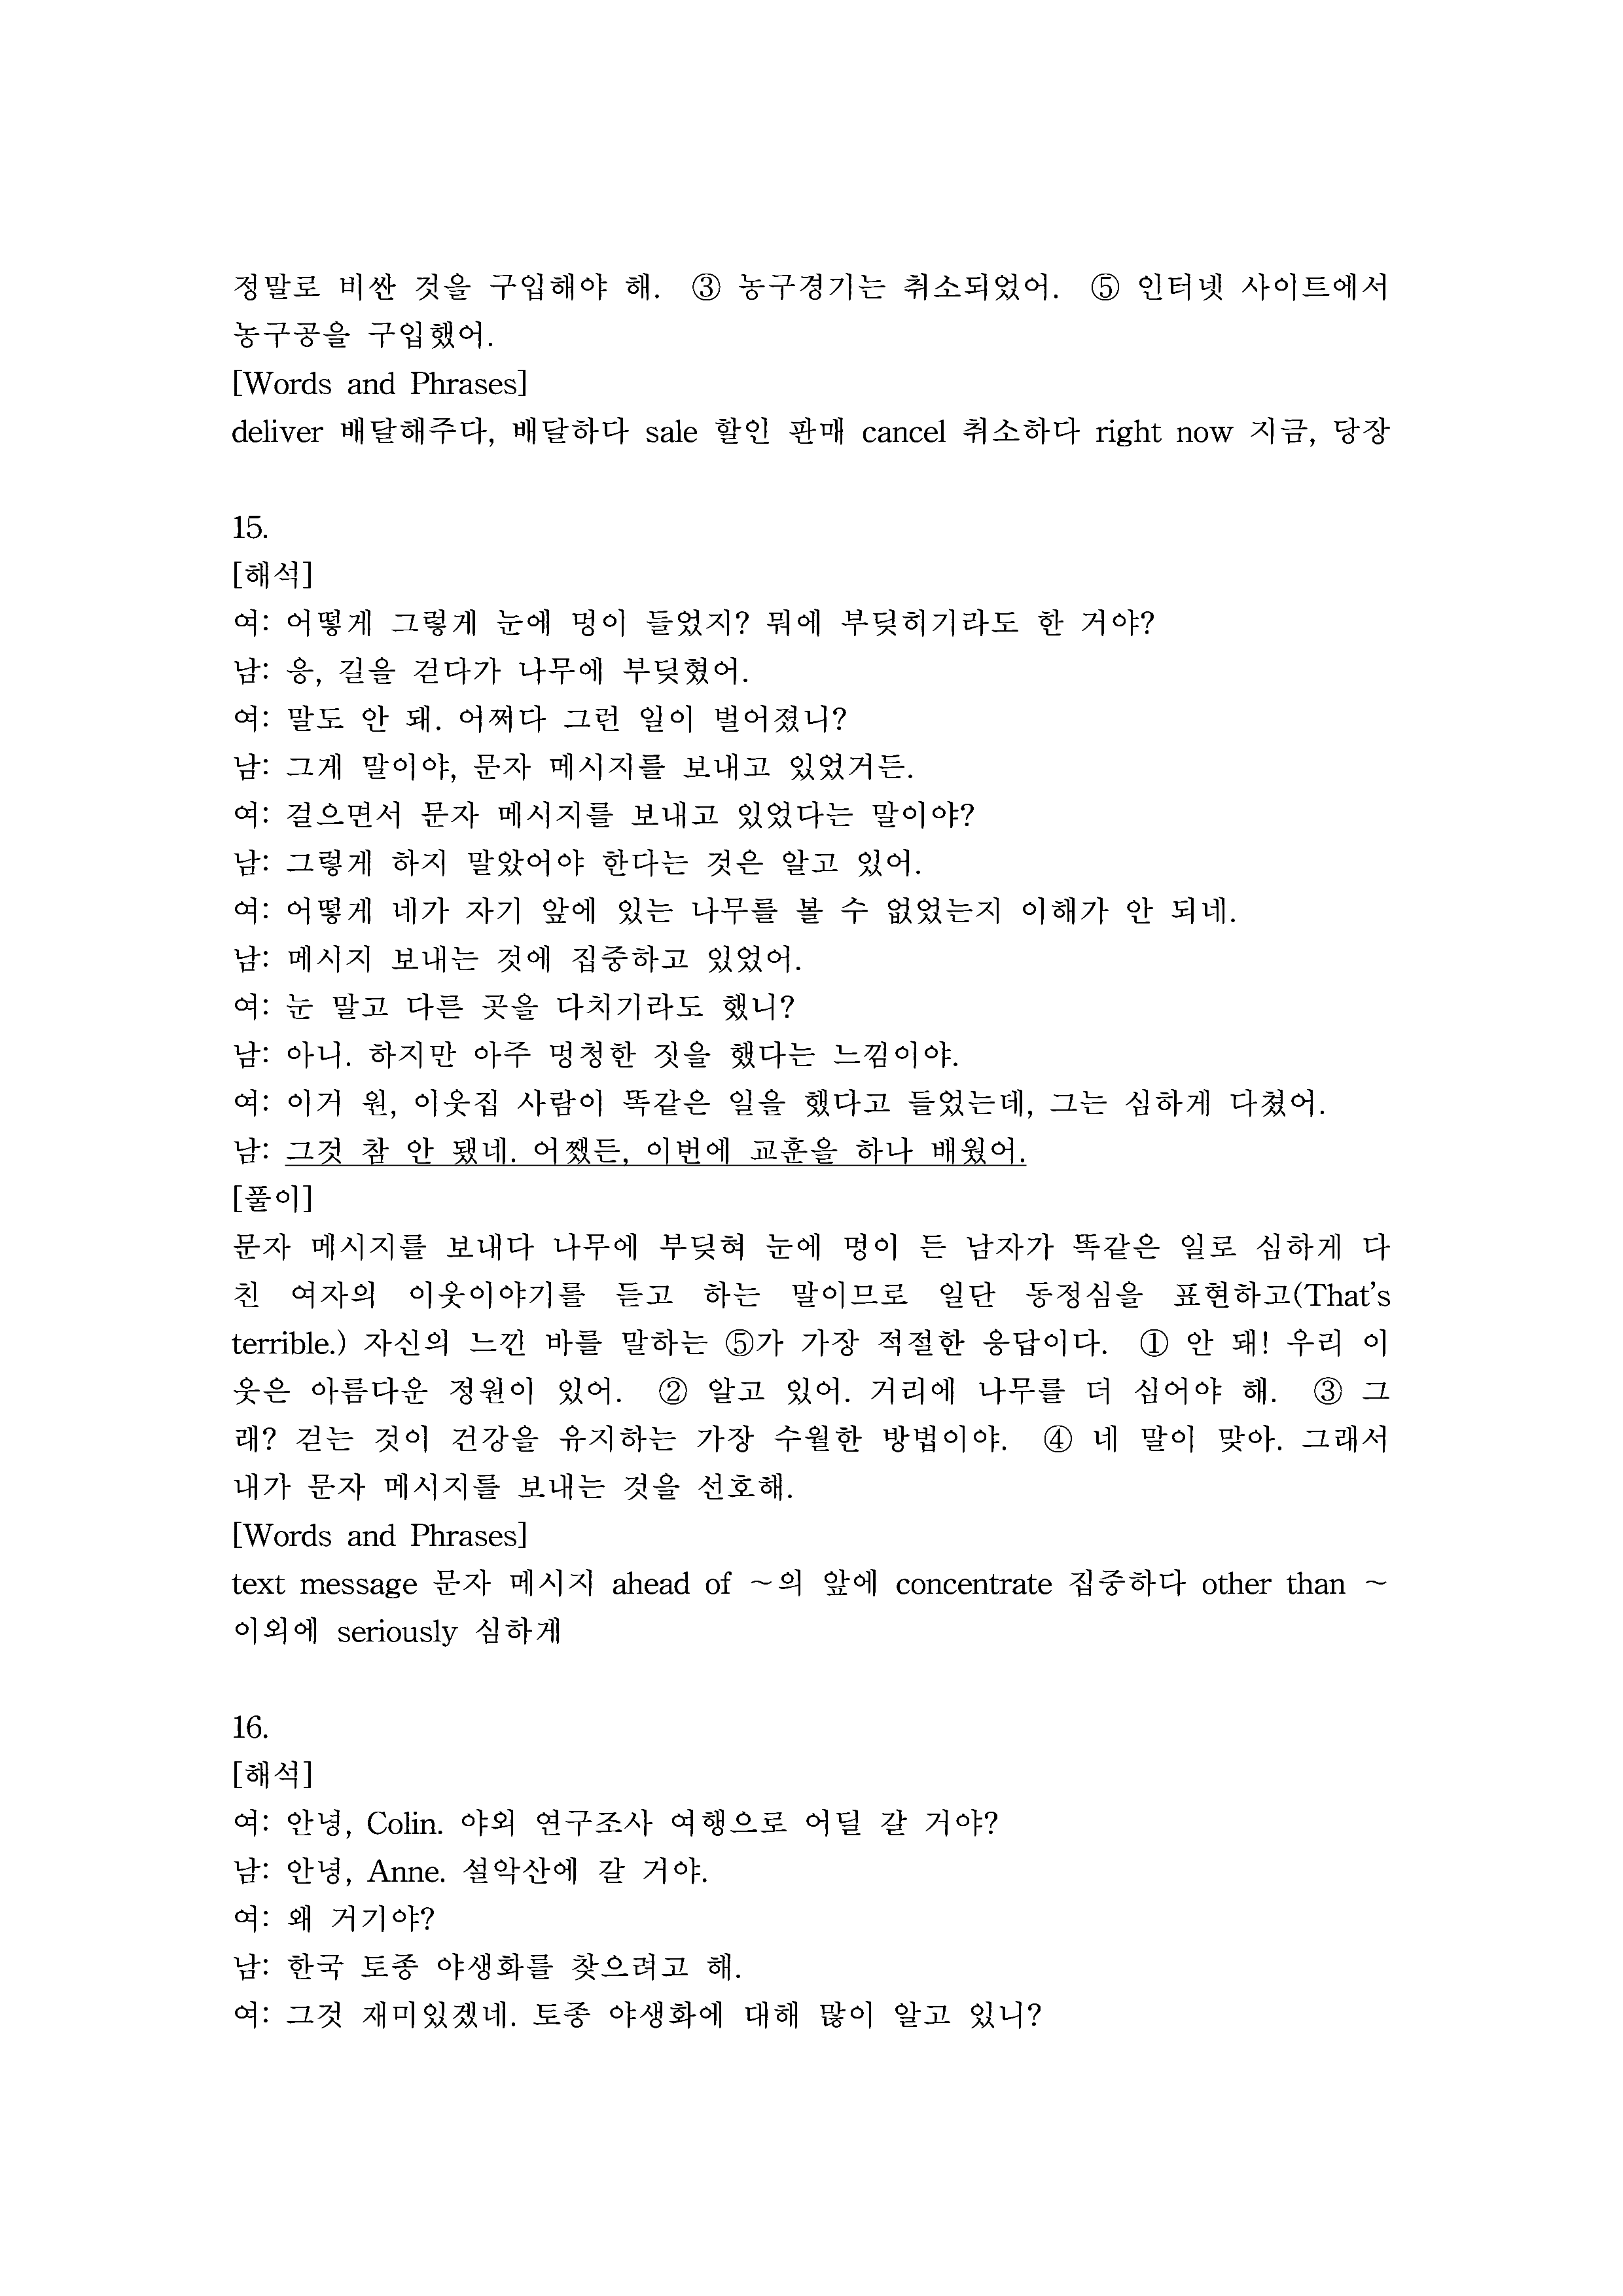 정말로 비싼 것을 구입해야 해. ③ 농구경기는 취소되었어. ⑤ 인터넷 사이트에서
농구공을 구입했어.
[Words and Phrases]
deliver 배달해주다, 배달하다 sale 할인 판매 cancel 취소하다 right now 지금, 당장
15.
[해석]
여: 어떻게 그렇게 눈에 멍이 들었지? 뭐에 부딪히기라도 한 거야?
남: 응, 길을 걷다가 나무에 부딪혔어.
여: 말도 안 돼. 어쩌다 그런 일이 벌어졌니?
남: 그게 말이야, 문자 메시지를 보내고 있었거든.
여: 걸으면서 문자 메시지를 보내고 있었다는 말이야?
남: 그렇게 하지 말았어야 한다는 것은 알고 있어.
여: 어떻게 네가 자기 앞에 있는 나무를 볼 수 없었는지 이해가 안 되네.
남: 메시지 보내는 것에 집중하고 있었어.
여: 눈 말고 다른 곳을 다치기라도 했니?
남: 아니. 하지만 아주 멍청한 짓을 했다는 느낌이야.
여: 이거 원, 이웃집 사람이 똑같은 일을 했다고 들었는데, 그는 심하게 다쳤어.
남: 그것 참 안 됐네. 어쨌든, 이번에 교훈을 하나 배웠어.
[풀이]
문자 메시지를 보내다 나무에 부딪혀 눈에 멍이 든 남자가 똑같은 일로 심하게 다
친 여자의 이웃이야기를 듣고 하는 말이므로 일단 동정심을 표현하고(That's
terrible.) 자신의 느낀 바를 말하는 ⑤가 가장 적절한 응답이다. ① 안 돼! 우리 이
웃은 아름다운 정원이 있어. ② 알고 있어. 거리에 나무를 더 심어야 해. ③ 그
래? 걷는 것이 건강을 유지하는 가장 수월한 방법이야. ④ 네 말이 맞아. 그래서
내가 문자 메시지를 보내는 것을 선호해.
[Words and Phrases]
text message 문자 메시지 ahead of ~의 앞에 concentrate 집중하다 other than ~
이외에 seriously 심하게
16.
[해석]
여: 안녕, Colin. 야외 연구조사 여행으로 어딜 갈 거야?
남: 안녕, Anne. 설악산에 갈 거야.
여: 왜 거기야?
남: 한국 토종 야생화를 찾으려고 해.
여: 그것 재미있겠네. 토종 야생화에 대해 많이 알고 있니?